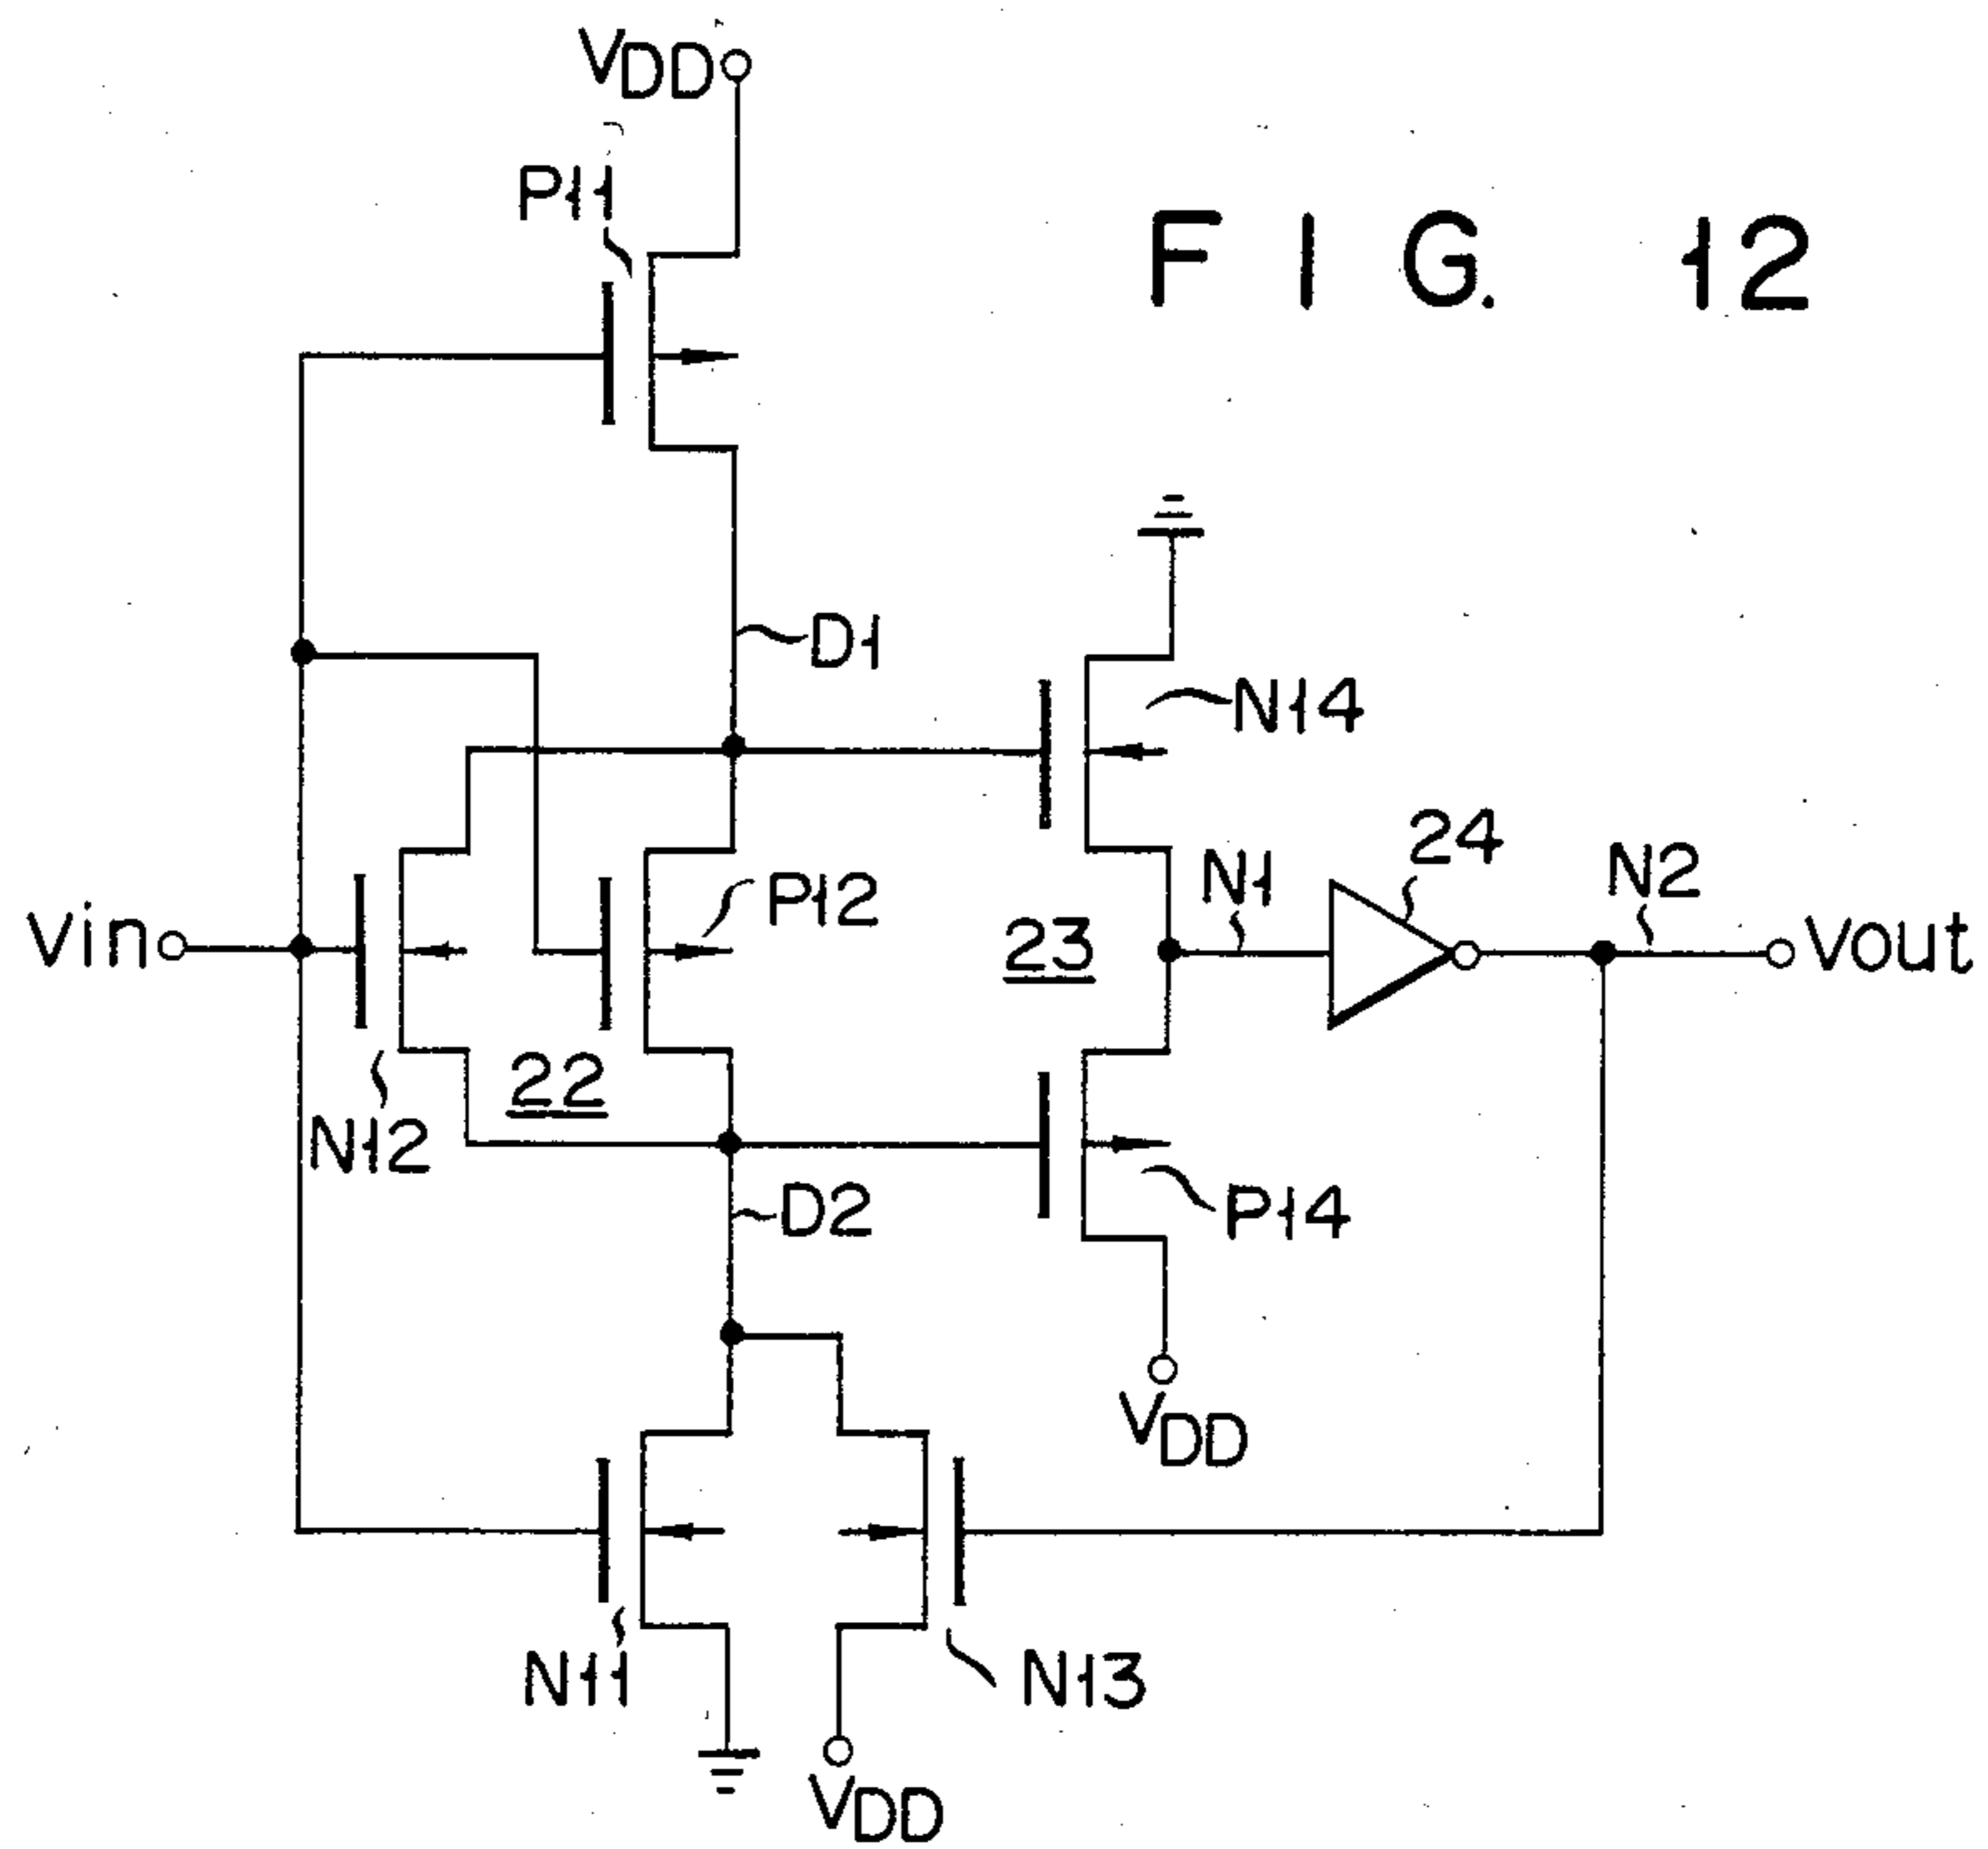 VDD
P11
FIG. 12
D1
N14
24
N1
N2
P12
23
Vin
Vout
22
N12
D2
P14
VDD
N11
N13
VDD